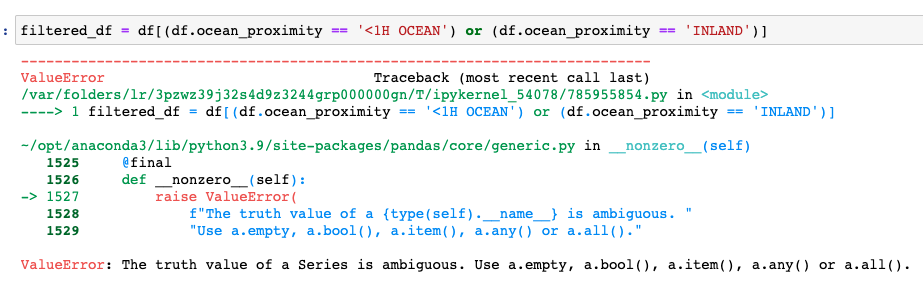 : filtered_df = df[(df.ocean_proximity == '<1H OCEAN') or (df.ocean_proximity == 'INLAND')]
---------------------------------------------------------------------------
ValueError                                Traceback (most recent call last)
/var/folders/lr/3pzwz39j32s4d9z3244grp000000gn/T/ipykernel_54078/785955854.py in <module>
----> 1 filtered_df = df[(df.ocean_proximity == '<1H OCEAN') or (df.ocean_proximity == 'INLAND')]
~/opt/anaconda3/lib/python3.9/site-packages/pandas/core/generic.py in __nonzero__(self)
   1525     @final
   1526     def __nonzero__(self):
-> 1527         raise ValueError(
   1528             f"The truth value of a {type(self).__name__} is ambiguous. "
   1529             "Use a.empty, a.bool(), a.item(), a.any() or a.all()."
ValueError: The truth value of a Series is ambiguous. Use a.empty, a.bool(), a.item(), a.any() or a.all().